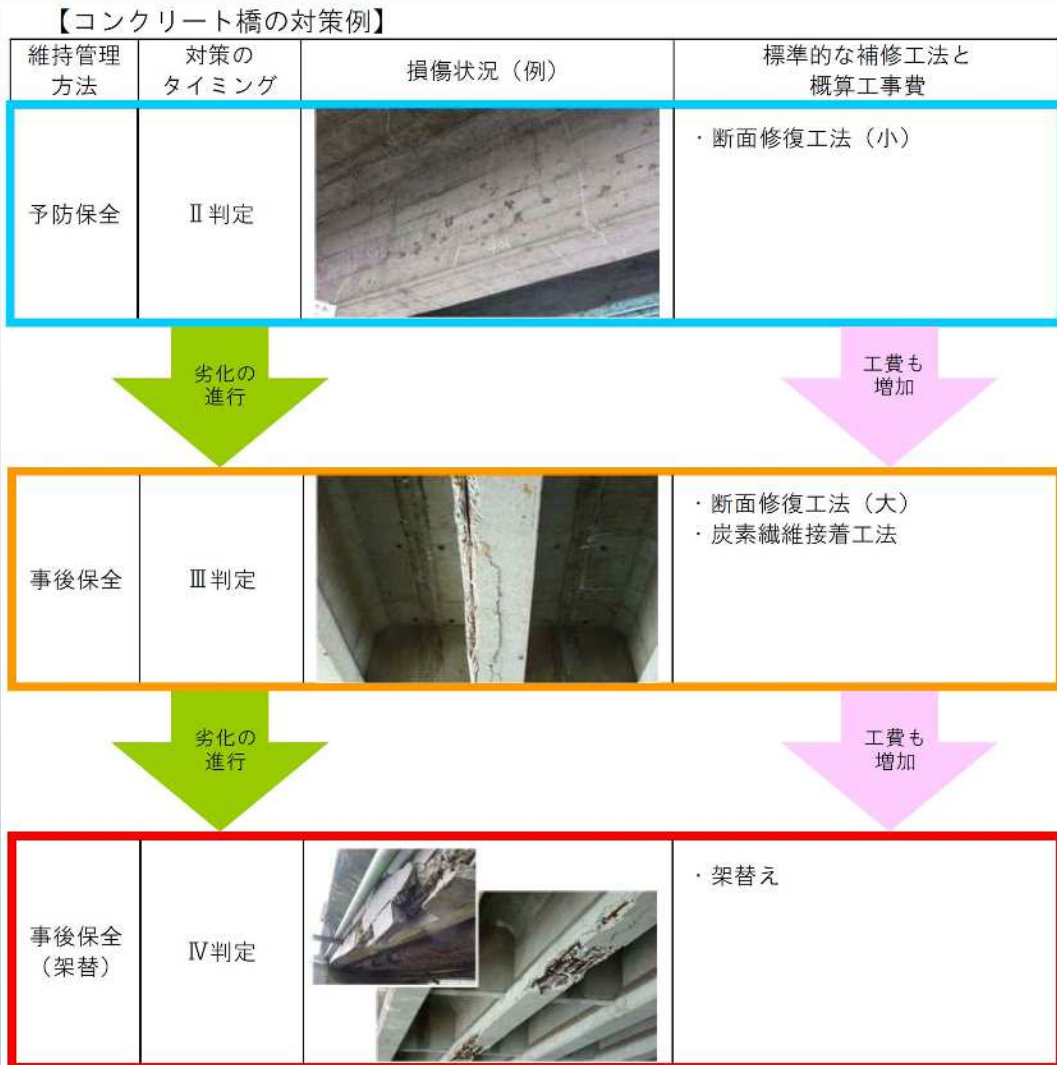 【コンクリート橋の対策例】
維持管理
方法
対策の
タイミング
損傷状況（例）
標準的な補修工法と
概算工事費
予防保全
Ⅱ判定
・断面修復工法（小）
劣化の
進行
工費も
増加
事後保全
Ⅲ判定
・断面修復工法（大）
・炭素繊維接着工法
劣化の
進行
工費も
増加
事後保全
（架替）
Ⅳ判定
・架替え